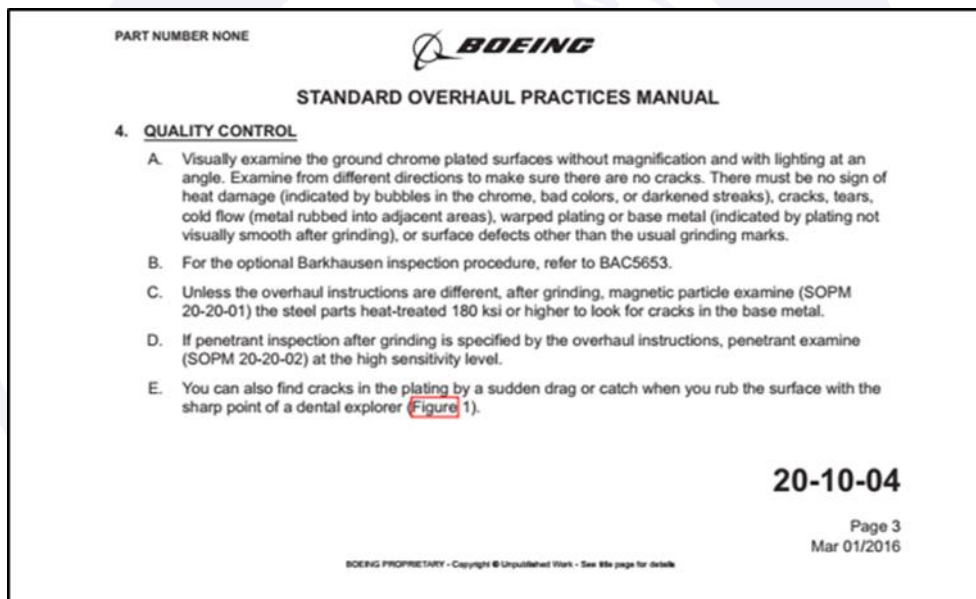 PART NUMBER NONE
BOEING
STANDARD OVERHAUL PRACTICES MANUAL
4. QUALITY CONTROL
A. Visually examine the ground chrome plated surfaces without magnification and with lighting at an
angle. Examine from different directions to make sure there are no cracks. There must be no sign of
heat damage (indicated by bubbles in the chrome, bad colors, or darkened streaks), cracks, tears,
cold flow (metal rubbed into adjacent areas), warped plating or base metal (indicated by plating not
visually smooth after grinding), or surface defects other than the usual grinding marks.
B. For the optional Barkhausen inspection procedure, refer to BAC5653.
C. Unless the overhaul instructions are different, after grinding, magnetic particle examine (SOPM
20-20-01) the steel parts heat-treated 180 ksi or higher to look for cracks in the base metal.
D. If penetrant inspection after grinding is specified by the overhaul instructions, penetrant examine
(SOPM 20-20-02) at the high sensitivity level.
E. You can also find cracks in the plating by a sudden drag or catch when you rub the surface with the
sharp point of a dental explorer (Figure 1).
20-10-04
Page 3
Mar 01/2016
BOEING PROPRIETARY - Copyright © Unpublished Work - See title page for details